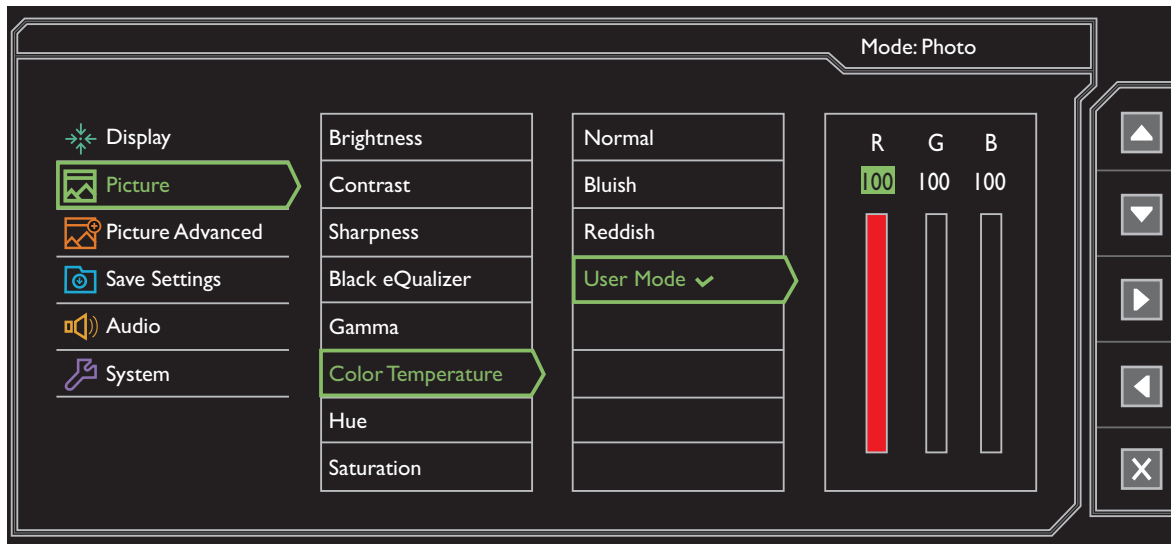 Mode: Photo
Display
Picture
Picture Advanced
Save Settings
Audio
System
Brightness
Contrast
Sharpness
Black eQualizer
Gamma
Color Temperature
Hue
Saturation
Normal
Bluish
Reddish
User Mode
R G B
100 100 100